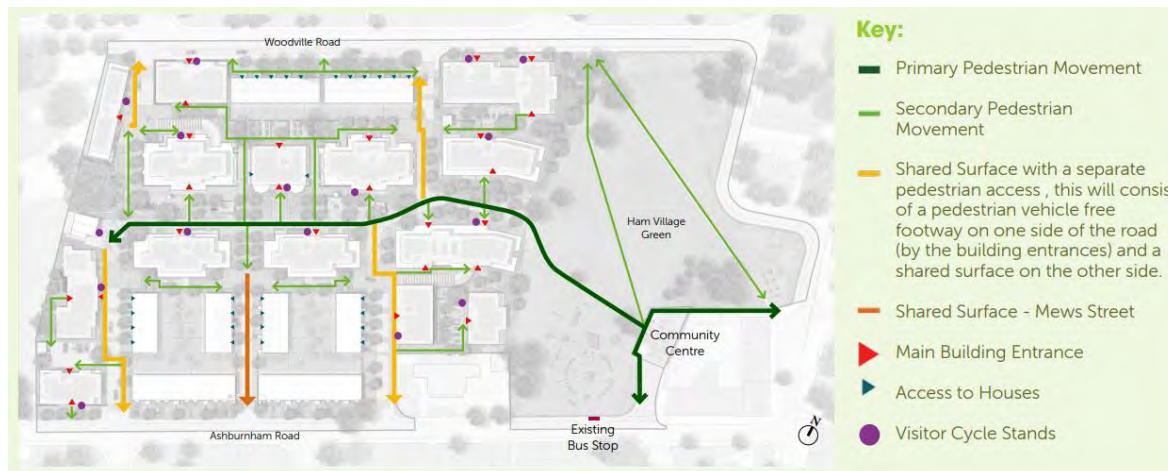 Woodville Road
Ham Village
Green
Community
Centre
Existing
Bus Stop
Ashburnham Road
N
Key:
Primary Pedestrian Movement
Secondary Pedestrian
Movement
Shared Surface with a separate
pedestrian access , this will consis
of a pedestrian vehicle free
footway on one side of the road
(by the building entrances) and a
shared surface on the other side.
Shared Surface - Mews Street
Main Building Entrance
Access to Houses
Visitor Cycle Stands